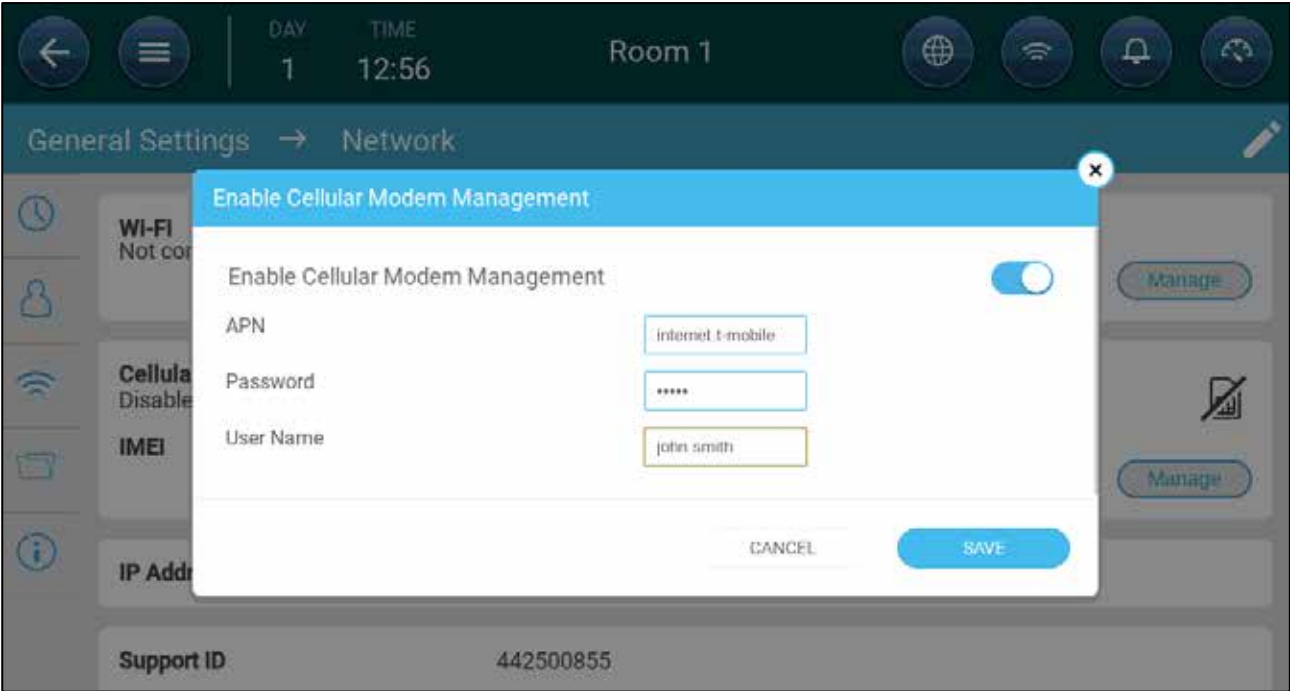 DAY TIME
1 12:56 Room 1
General Settings → Network
Enable Cellular Modem Management
WI-FI
Not con
Enable Cellular Modem Management
Manage
APN internet.t-mobile
Cellula
Disable
Password •••••
IMEI
User Name john smith
Manage
CANCEL SAVE
IP Addr
Support ID 442500855